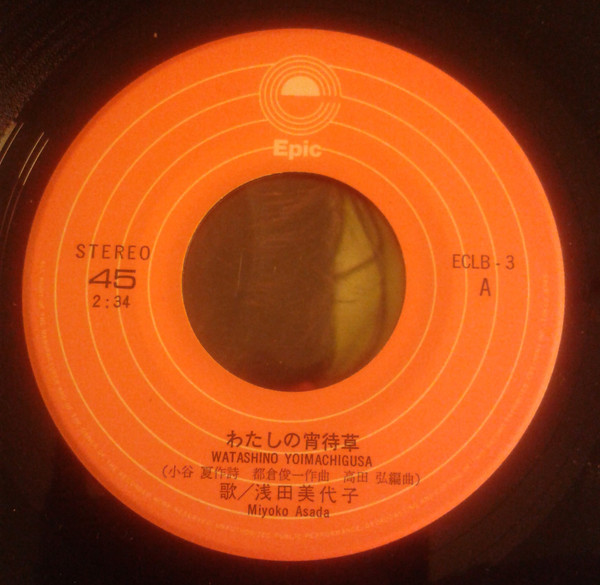 Epic
STEREO
45
2:34
ECLB-3
A
わたしの宵待草
WATASHINO YOIMACHIGUSA
(小谷 夏作詩 都倉俊一作曲 高田 弘編曲)
歌/浅田美代子
Miyoko Asada